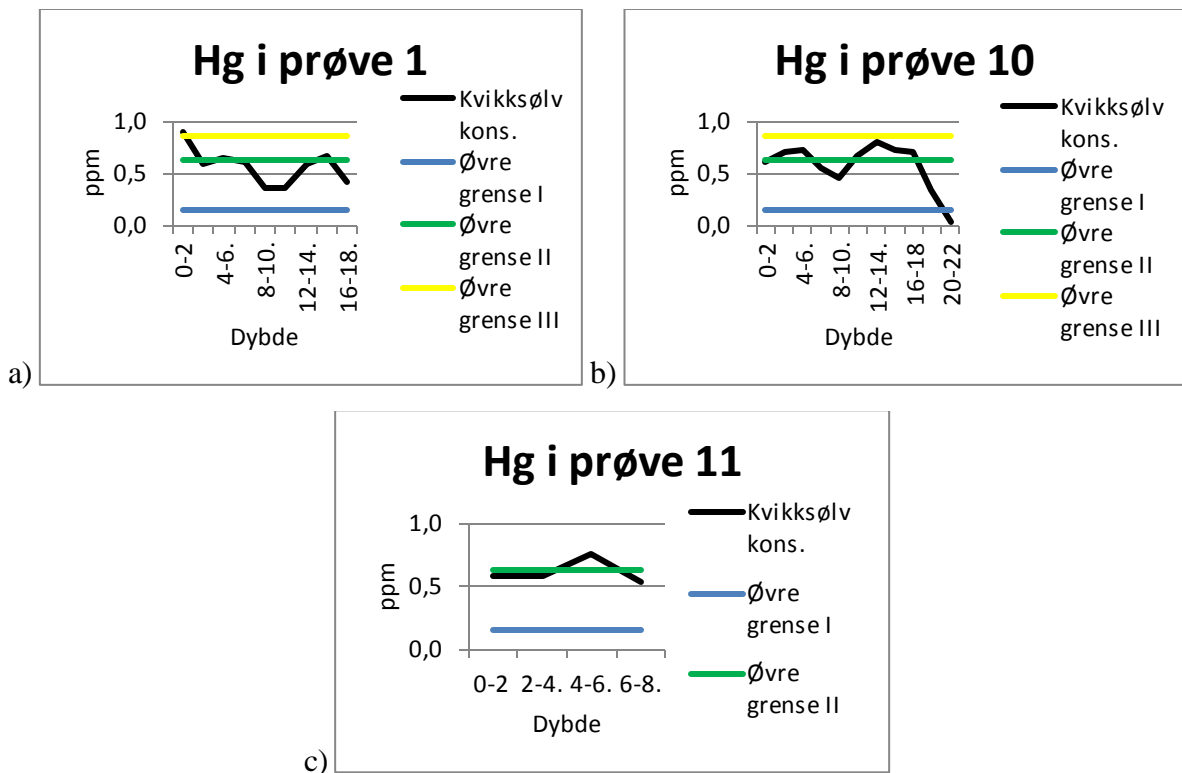 Hg i prøve 1
1,0
0,5
0,0
ppm
0-2
4-6.
8-10.
12-14.
16-18.
Dybde
Kvikksølv
kons.
Øvre
grense I
Øvre
grense II
Øvre
grense III
a)
Hg i prøve 10
1,0
0,5
0,0
ppm
0-2
4-6.
8-10.
12-14.
16-18
20-22
Dybde
Kvikksølv
kons.
Øvre
grense I
Øvre
grense II
Øvre
grense III
b)
Hg i prøve 11
1,0
0,5
0,0
ppm
0-2 2-4. 4-6. 6-8.
Dybde
Kvikksølv
kons.
Øvre
grense I
Øvre
grense II
c)